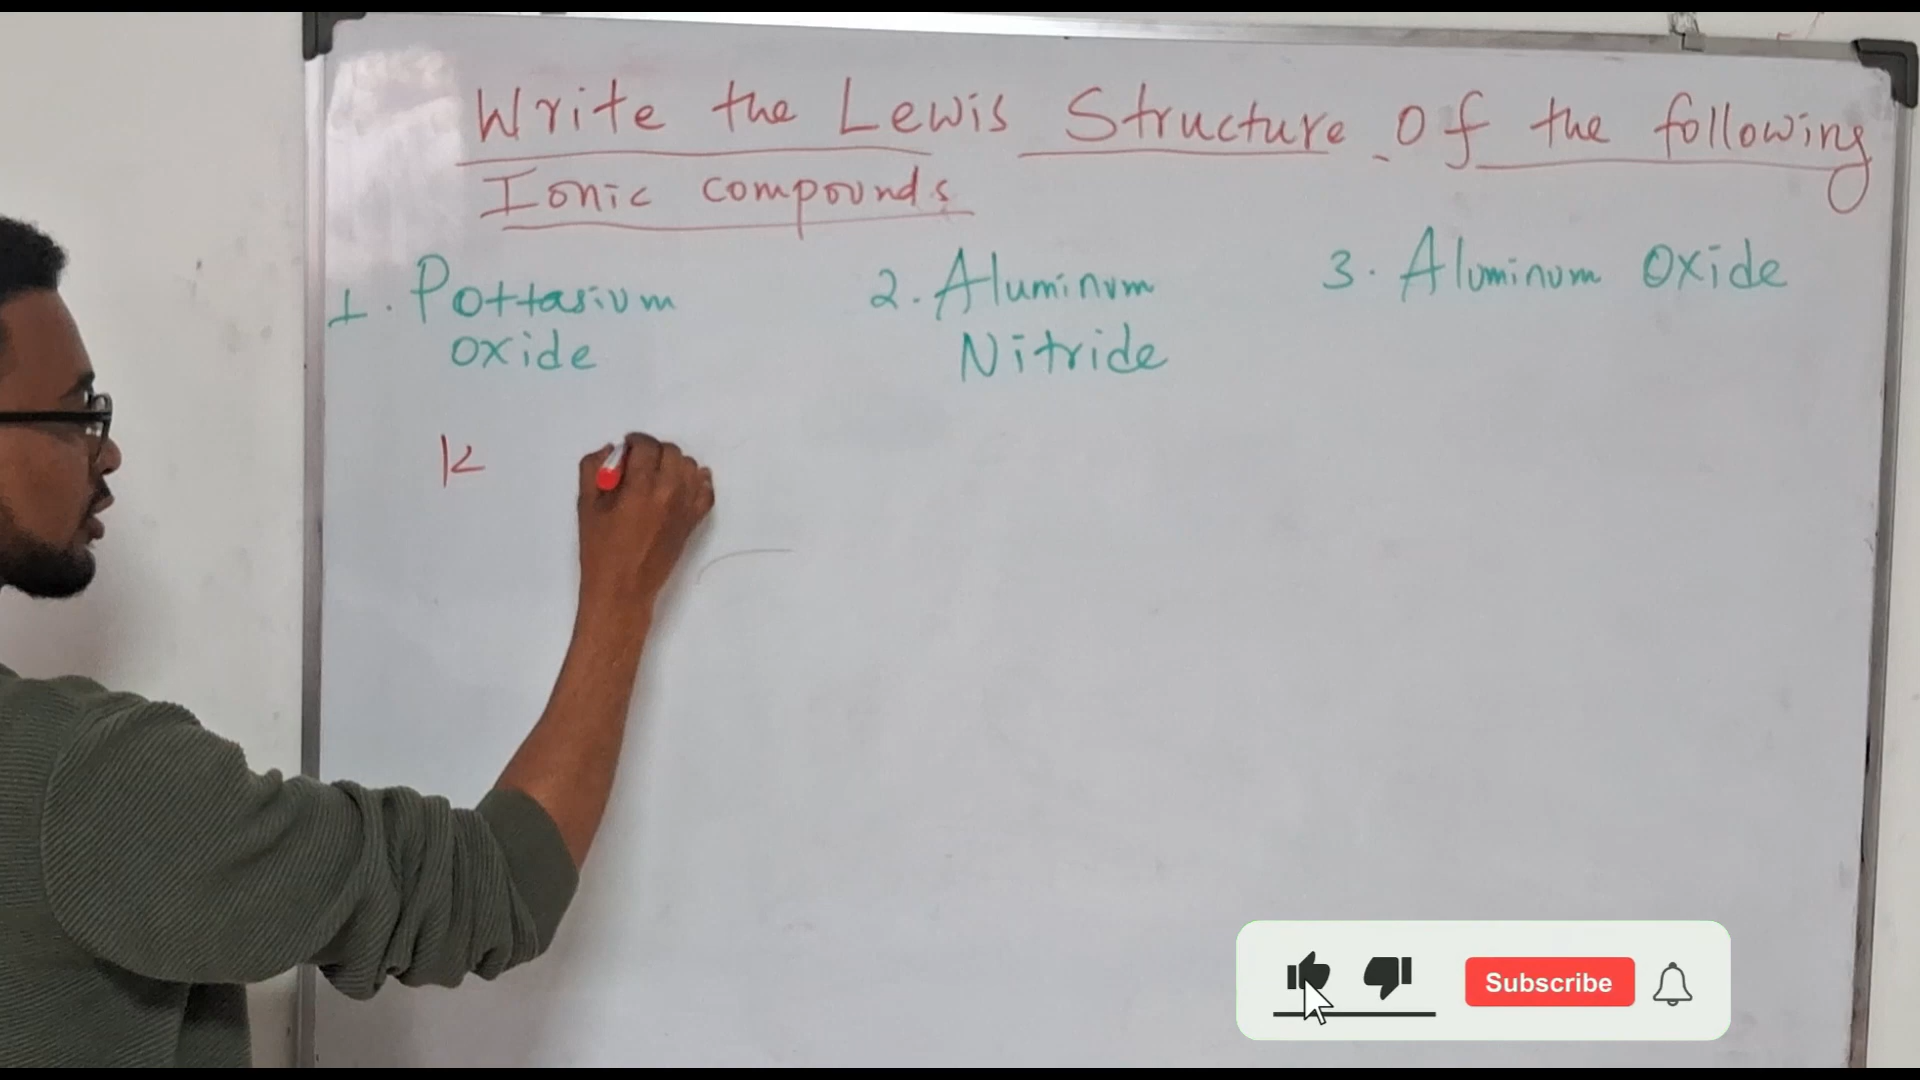 Write the Lewis Structure of the following
Ionic compounds
1. Pottasium
oxide
2. Aluminum
Nitride
3. Aluminum Oxide
K
Subscribe